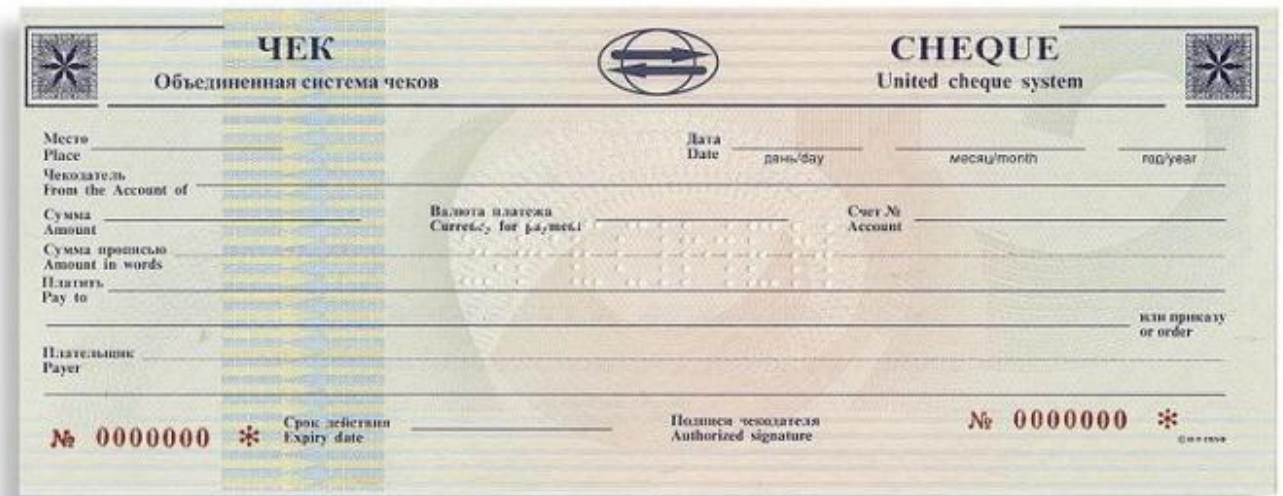 ЧЕК
Объединенная система чеков
CHEQUE
United cheque system
Место
Place
Дата
Date
день/day
месяц/month
год/year
Чекодатель
From the Account of
Сумма
Amount
Валюта платежа
Currency for payment
Счет №
Account
Сумма прописью
Amount in words
Платить
Pay to
или приказу
or order
Плательщик
Payer
№ 0000000 *
Срок действия
Expiry date
Подписи чекодателя
Authorized signature
№ 0000000 *